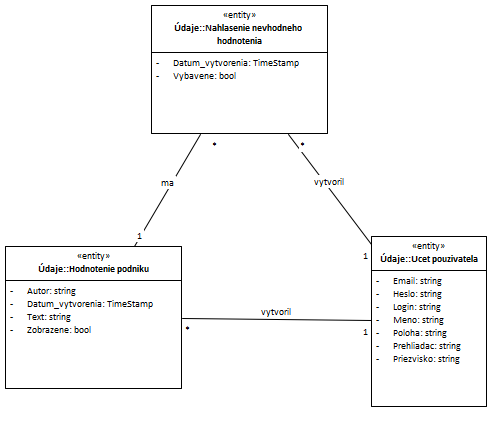 «entity»
Údaje::Nahlasenie nevhodneho
hodnotenia
- Datum_vytvorenia: TimeStamp
- Vybavene: bool
* *
ma
vytvoril
1
1
«entity»
Údaje::Hodnotenie podniku
- Autor: string
- Datum_vytvorenia: TimeStamp
- Text: string
- Zobrazene: bool
vytvoril
* 1
«entity»
Údaje::Ucet pouzivatela
- Email: string
- Heslo: string
- Login: string
- Meno: string
- Poloha: string
- Prehliadac: string
- Priezvisko: string